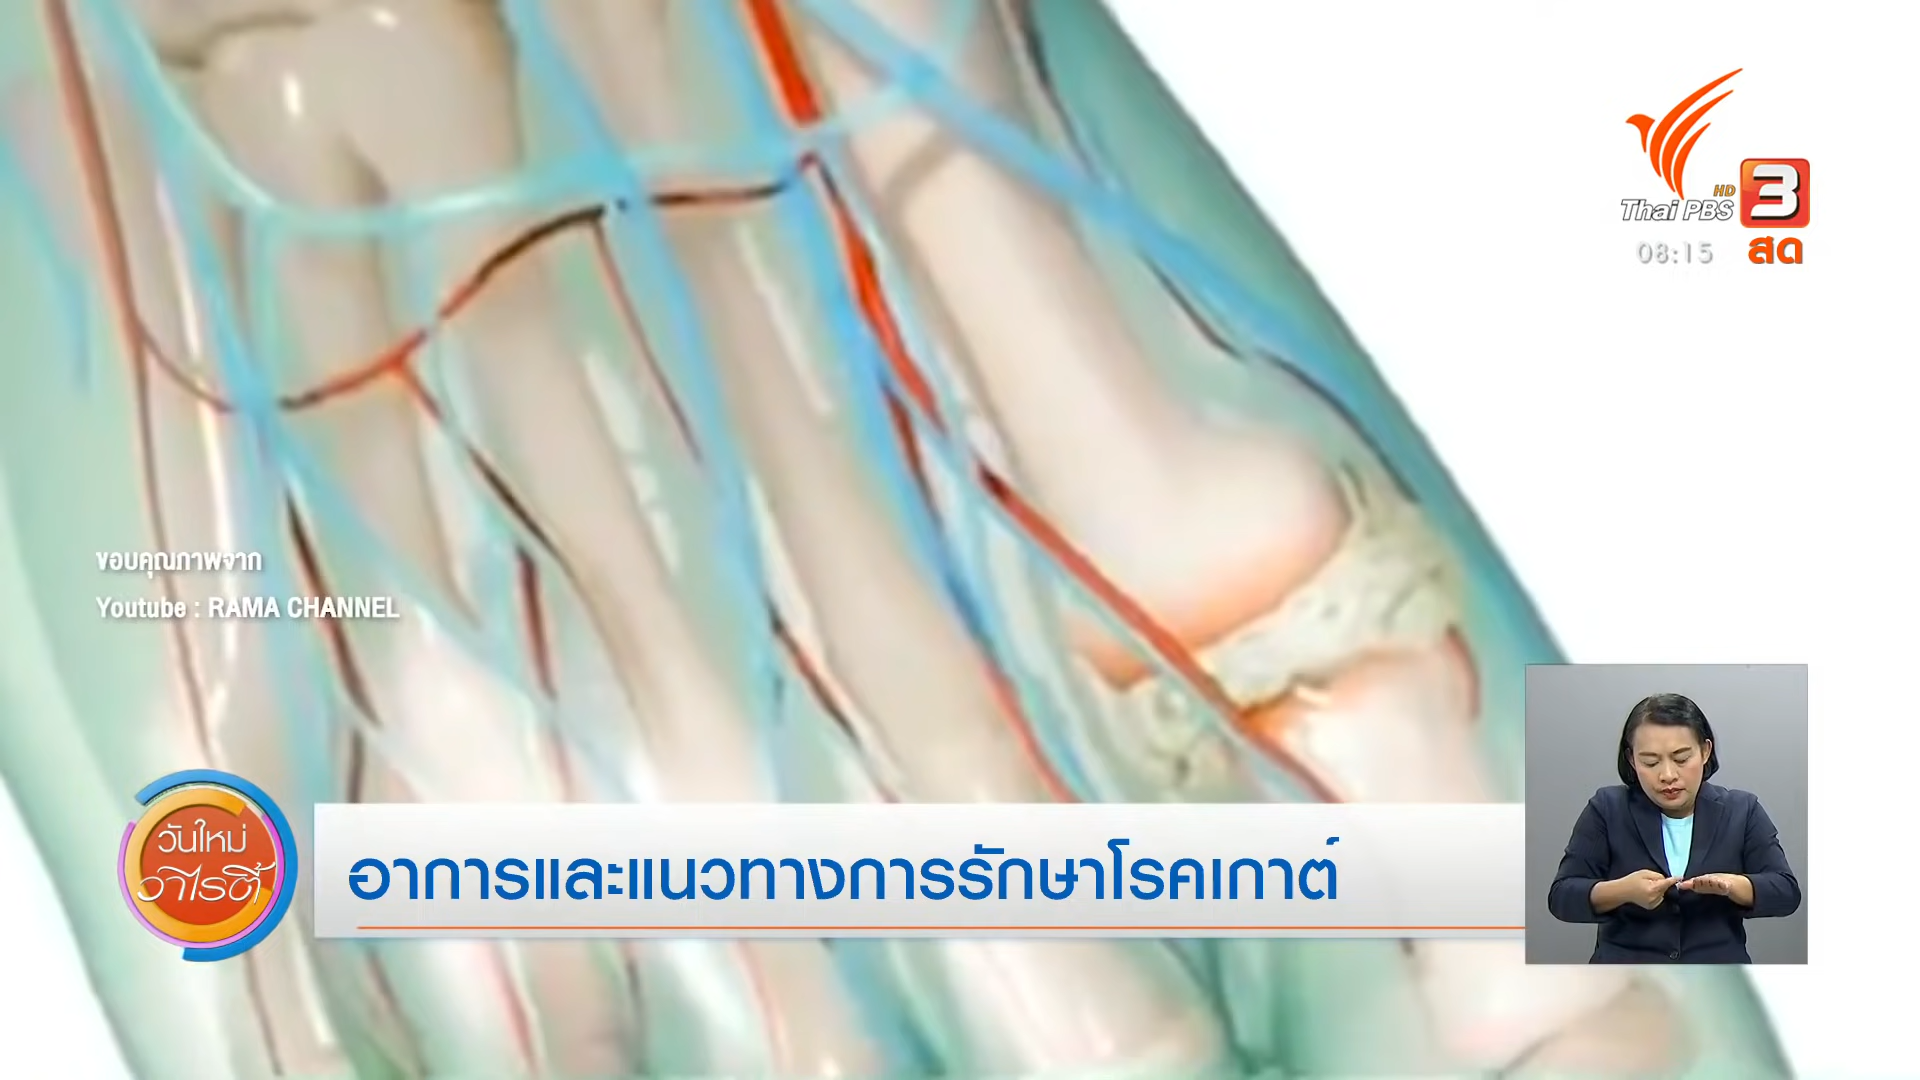 HD
Thai PBS 3
08:15 สด
ขอบคุณภาพจาก
Youtube : RAMA CHANNEL
วันใหม่
วาไรตี้
อาการและแนวทางการรักษาโรคเกาต์